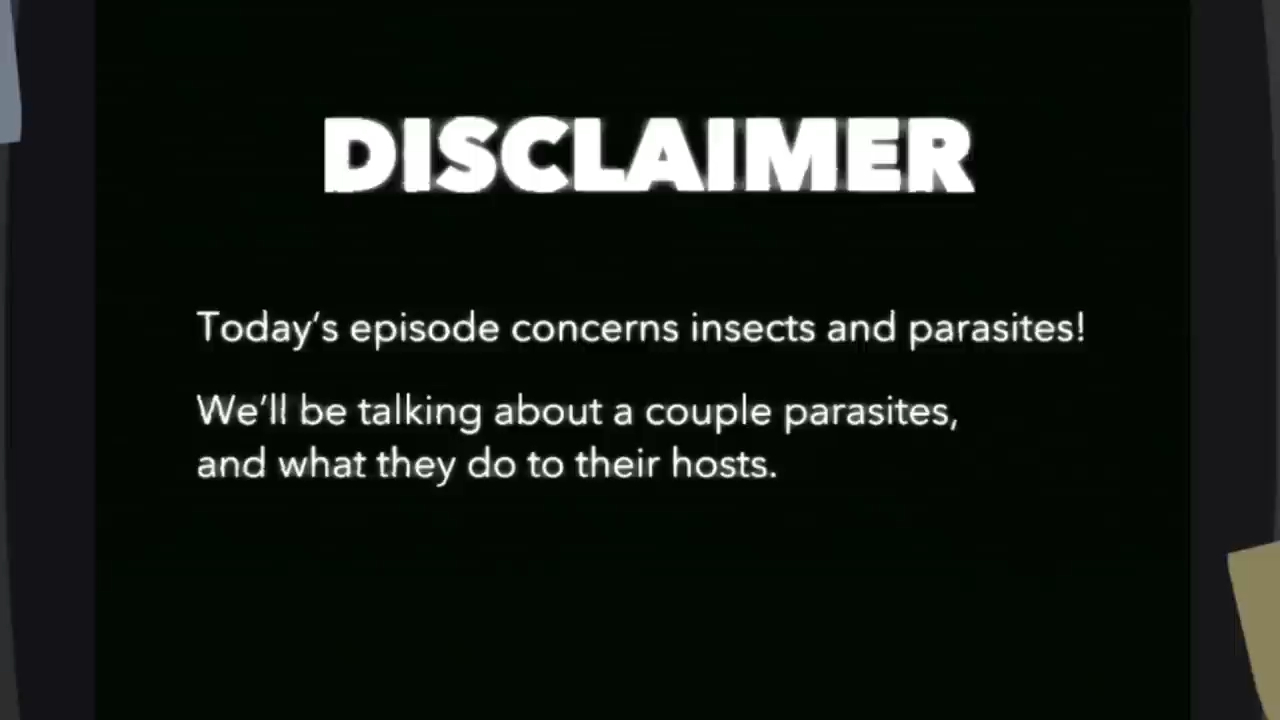 DISCLAIMER
Today's episode concerns insects and parasites!
We'll be talking about a couple parasites,
and what they do to their hosts.